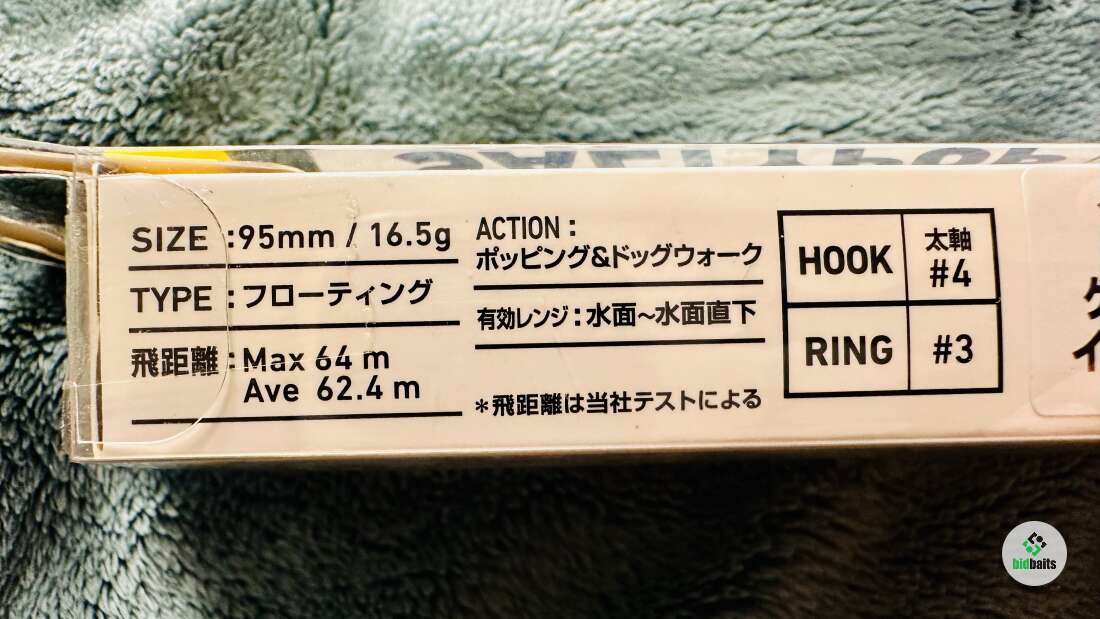 SIZE :95mm / 16.5g
TYPE : フローティング
飛距離 : Max 64 m
Ave 62.4 m
ACTION :
ポッピング&ドッグウォーク
有効レンジ : 水面〜水面直下
*飛距離は当社テストによる
HOOK 太軸
#4
RING #3
bidbaits